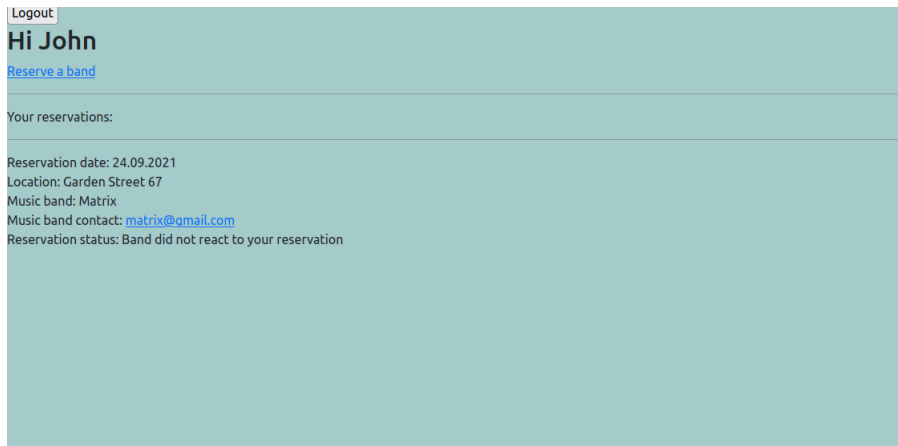 Logout
Hi John
Reserve a band
Your reservations:
Reservation date: 24.09.2021
Location: Garden Street 67
Music band: Matrix
Music band contact: matrix@gmail.com
Reservation status: Band did not react to your reservation